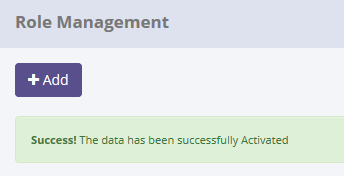 Role Management
+ Add
Success! The data has been successfully Activated